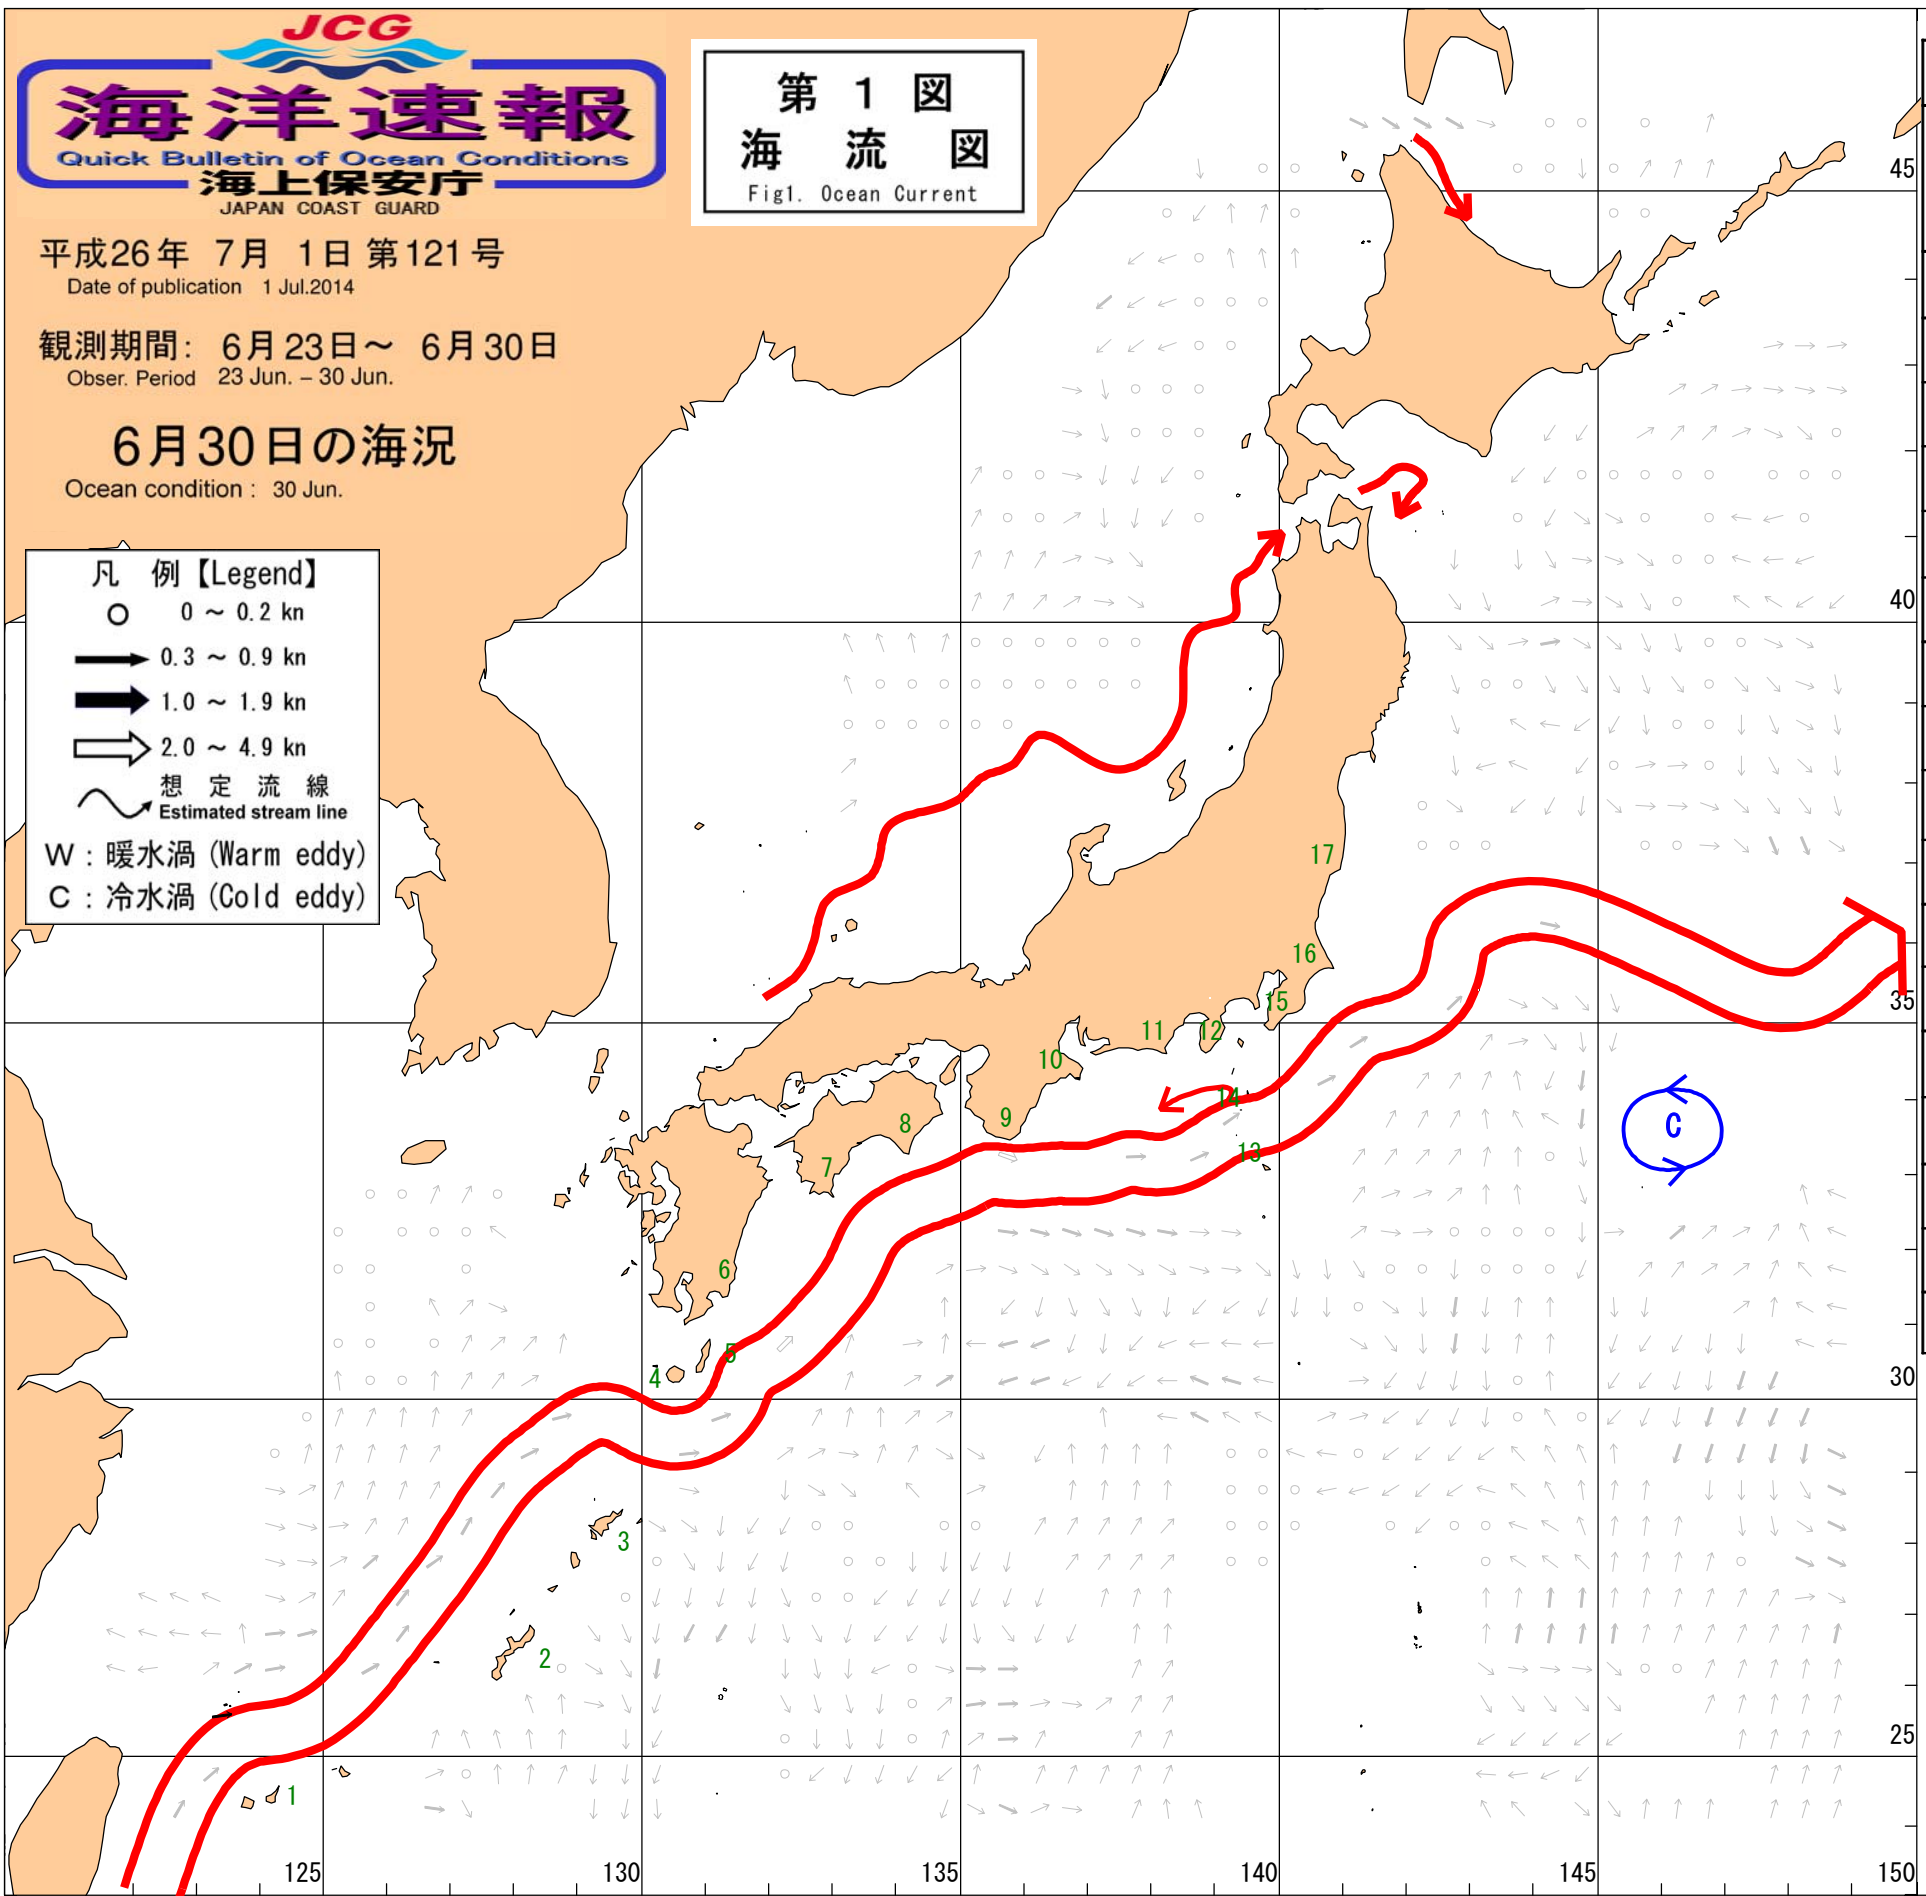 JCG
海洋速報
Quick Bulletin of Ocean Conditions
海上保安庁
JAPAN COAST GUARD
平成26年 7月 1日 第121号
Date of publication 1 Jul.2014
観測期間: 6月23日～ 6月30日
Obser. Period 23 Jun. – 30 Jun.
6月30日の海況
Ocean condition : 30 Jun.
第 1 図
海 流 図
Fig1. Ocean Current
凡 例【Legend】
0 ～ 0.2 kn
0.3 ～ 0.9 kn
1.0 ～ 1.9 kn
2.0 ～ 4.9 kn
想 定 流 線
Estimated stream line
W : 暖水渦 (Warm eddy)
C : 冷水渦 (Cold eddy)
45
40
17
16
35
15
12
11
10
14
C
9
8
13
7
6
5
4
30
3
2
25
1
125
130
135
140
145
150